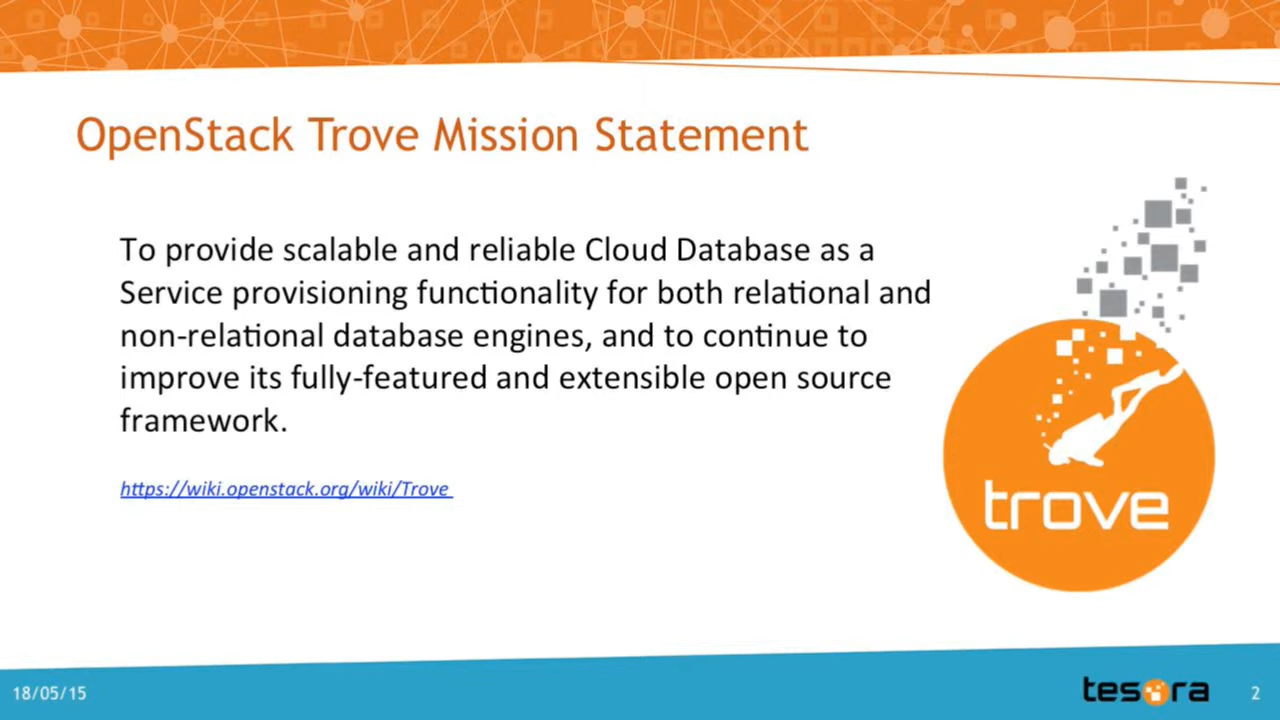 OpenStack Trove Mission Statement
To provide scalable and reliable Cloud Database as a
Service provisioning functionality for both relational and
non-relational database engines, and to continue to
improve its fully-featured and extensible open source
framework.
https://wiki.openstack.org/wiki/Trove
trove
18/05/15
tesora
2